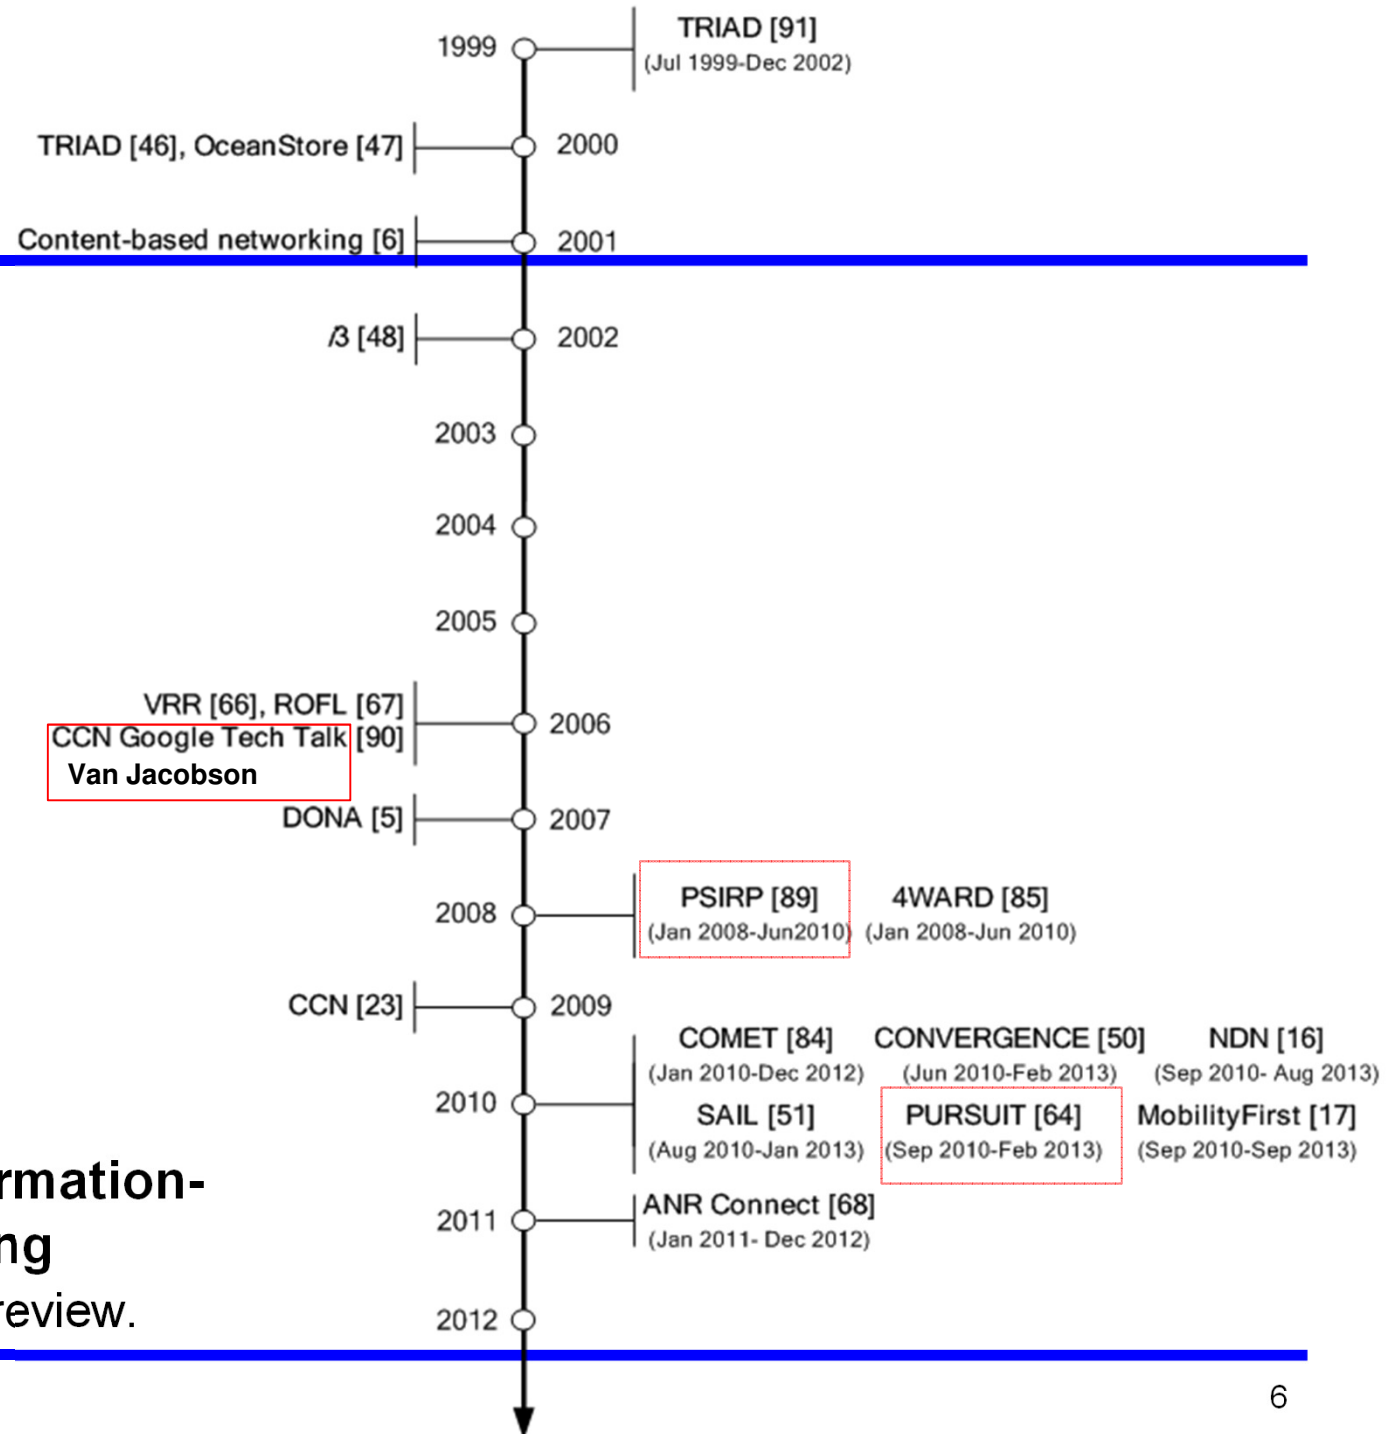 1999
TRIAD [91]
(Jul 1999-Dec 2002)
TRIAD [46], OceanStore [47]
2000
Content-based networking [6]
2001
i3 [48]
2002
2003
2004
2005
VRR [66], ROFL [67]
CCN Google Tech Talk [90]
Van Jacobson
2006
DONA [5]
2007
2008
PSIRP [89]
(Jan 2008-Jun2010)
4WARD [85]
(Jan 2008-Jun 2010)
CCN [23]
2009
2010
COMET [84]
(Jan 2010-Dec 2012)
CONVERGENCE [50]
(Jun 2010-Feb 2013)
NDN [16]
(Sep 2010- Aug 2013)
SAIL [51]
(Aug 2010-Jan 2013)
PURSUIT [64]
(Sep 2010-Feb 2013)
MobilityFirst [17]
(Sep 2010-Sep 2013)
2011
ANR Connect [68]
(Jan 2011- Dec 2012)
2012
rmation-
ng
review.
6